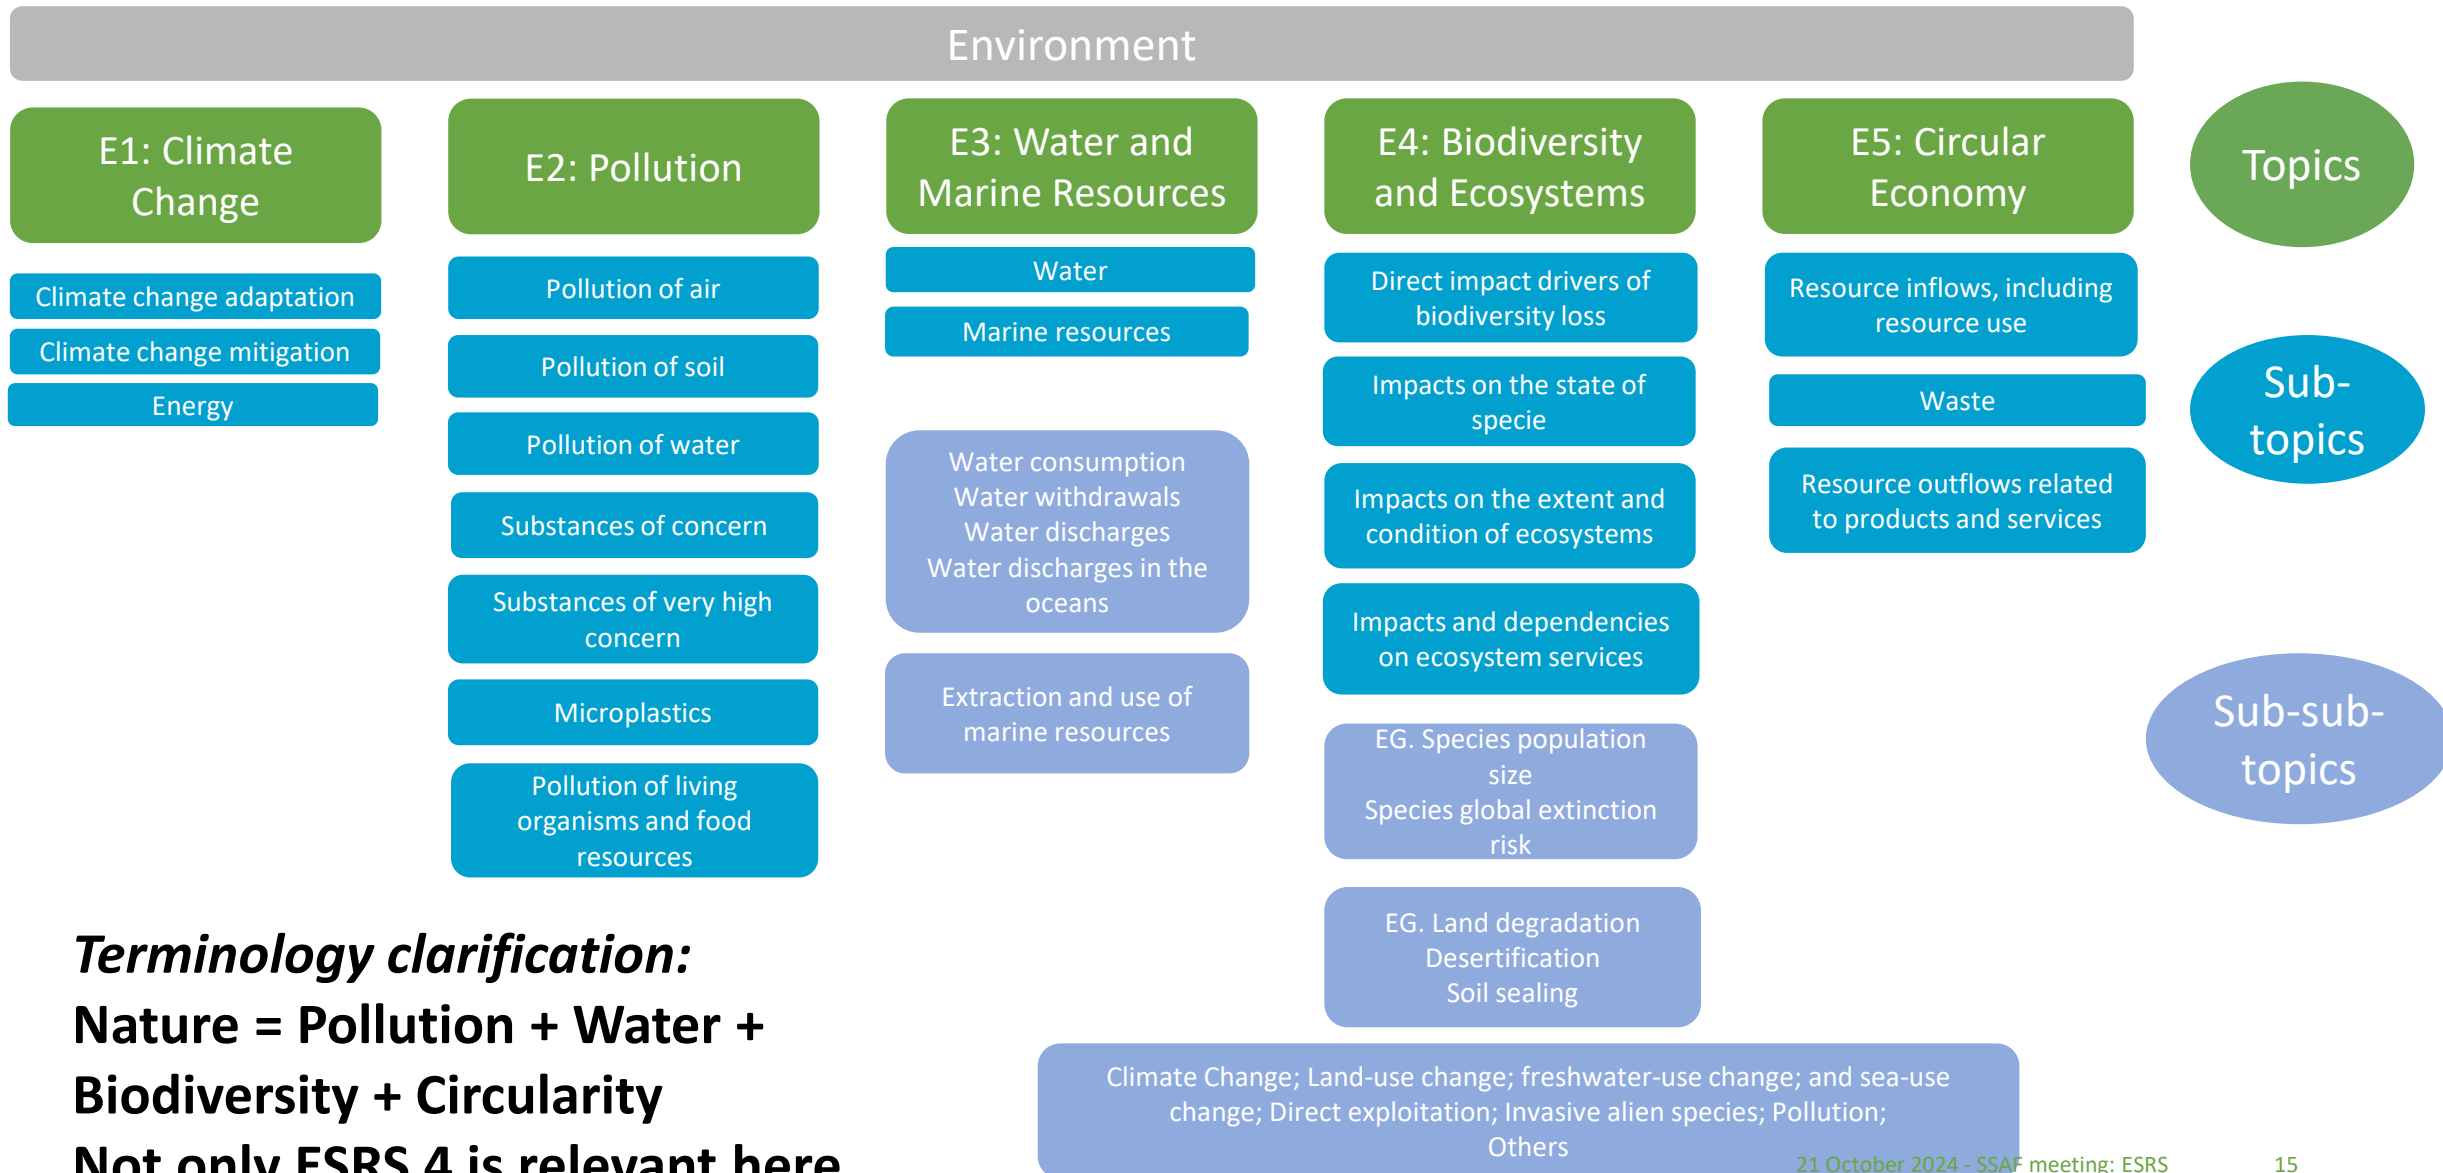 Environment
E1: Climate
Change
Climate change adaptation
Climate change mitigation
Energy
E2: Pollution
Pollution of air
Pollution of soil
Pollution of water
Substances of concern
Substances of very high
concern
Microplastics
Pollution of living
organisms and food
resources
E3: Water and
Marine Resources
Water
Marine resources
Water consumption
Water withdrawals
Water discharges
Water discharges in the
oceans
Extraction and use of
marine resources
E4: Biodiversity
and Ecosystems
Direct impact drivers of
biodiversity loss
Impacts on the state of
specie
Impacts on the extent and
condition of ecosystems
Impacts and dependencies
on ecosystem services
EG. Species population
size
Species global extinction
risk
EG. Land degradation
Desertification
Soil sealing
Climate Change; Land-use change; freshwater-use change; and sea-use
change; Direct exploitation; Invasive alien species; Pollution;
Others
E5: Circular
Economy
Resource inflows, including
resource use
Waste
Resource outflows related
to products and services
Topics
Sub-
topics
Sub-sub-
topics
Terminology clarification:
Nature = Pollution + Water +
Biodiversity + Circularity
Not only ESRS 4 is relevant here
21 October 2024 - SSAF meeting: ESRS
15